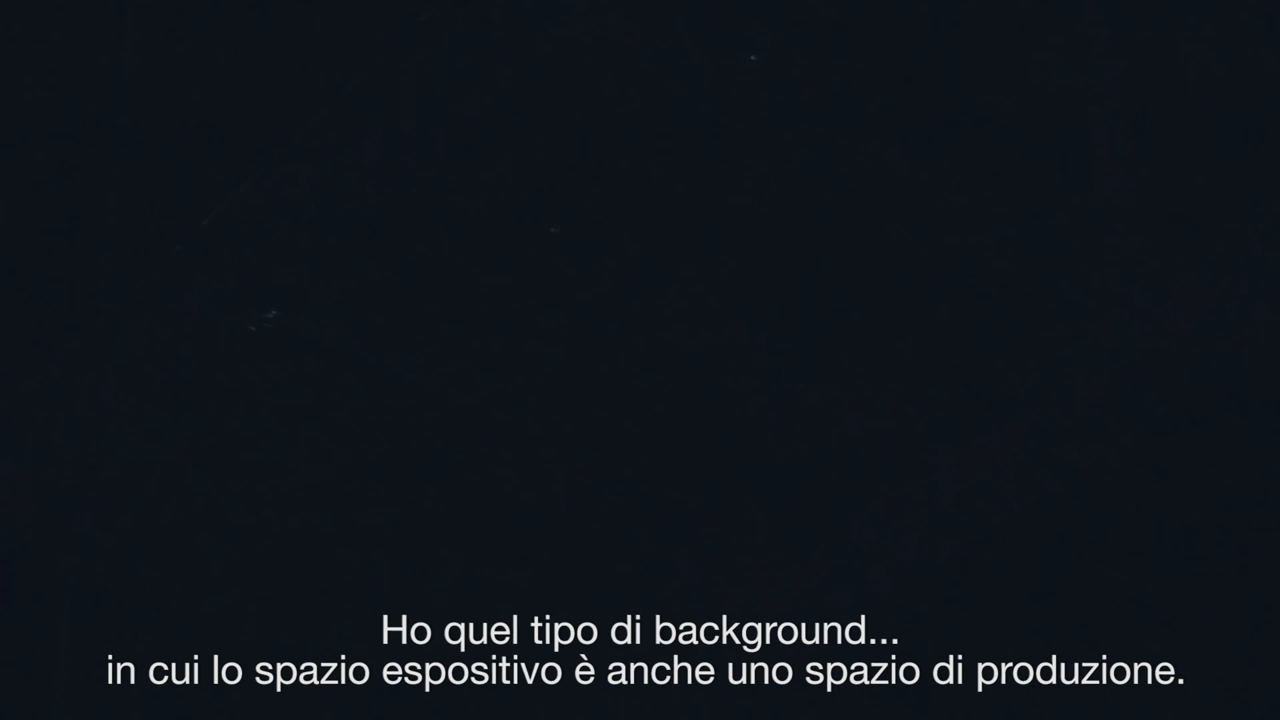 Ho quel tipo di background...
in cui lo spazio espositivo è anche uno spazio di produzione.